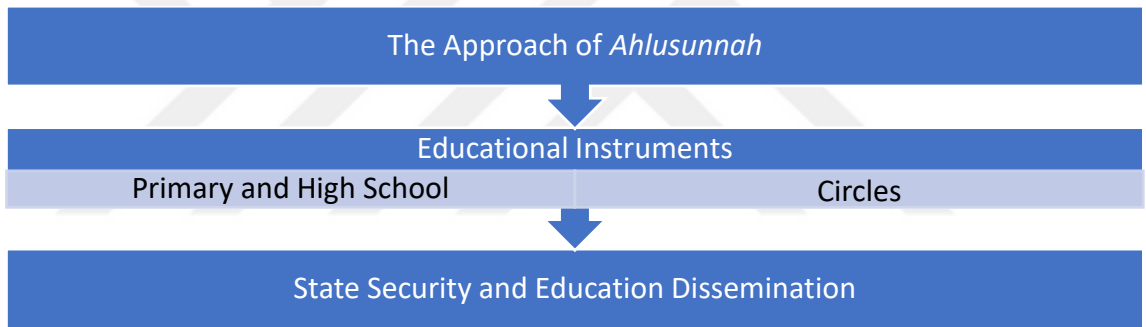 The Approach of Ahlusunnah
Educational Instruments
Primary and High School Circles
State Security and Education Dissemination